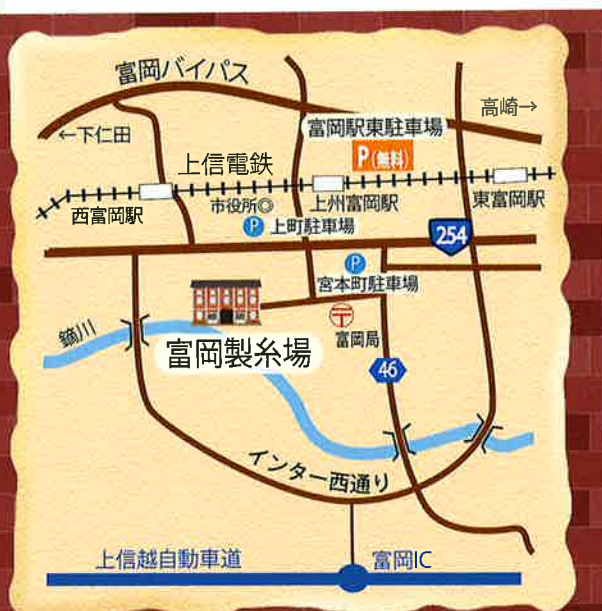 富岡バイパス
高崎→
←下仁田
富岡駅東駐車場
P(無料)
上信電鉄
西富岡駅
市役所◎
上州富岡駅
東富岡駅
P 上町駐車場
254
P
宮本町駐車場
〒
富岡局
鏑川
富岡製糸場
46
インター西通り
上信越自動車道
富岡IC